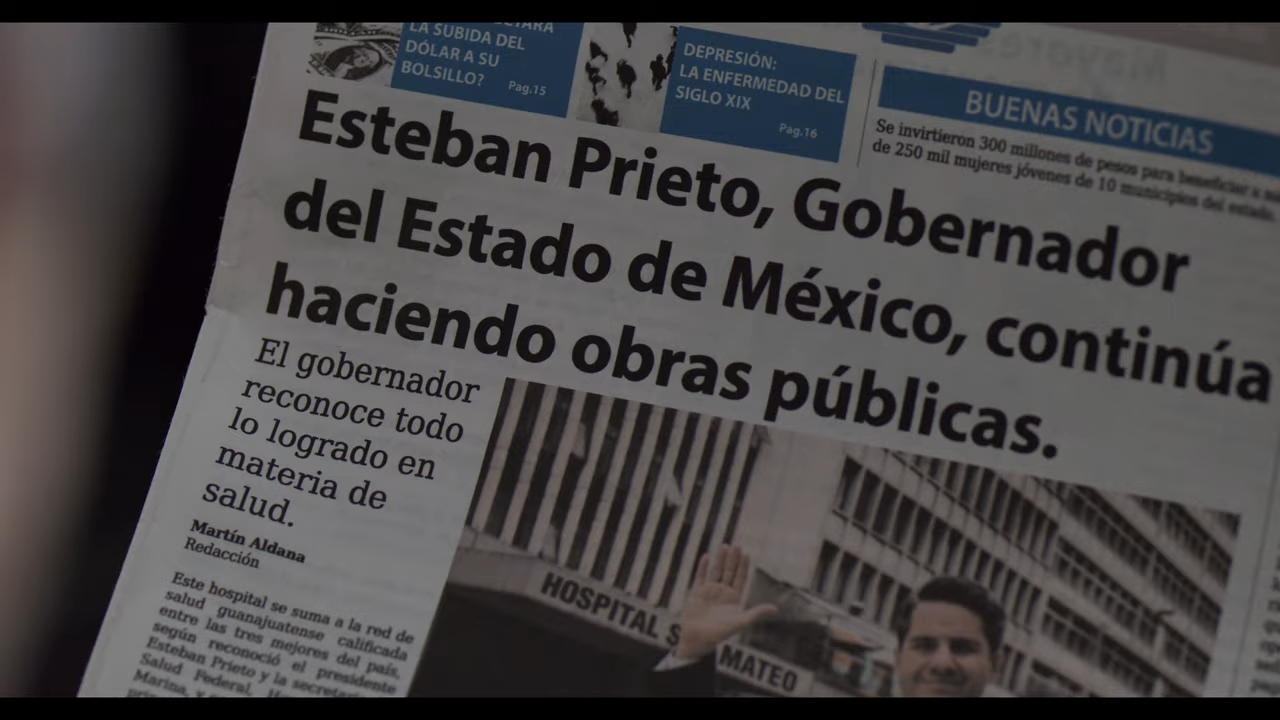 LA SUBIDA DEL
DÓLAR A SU
BOLSILLO?
Pag.15
DEPRESIÓN:
LA ENFERMEDAD DEL
SIGLO XIX
Pag.16
BUENAS NOTICIAS
Se invirtieron 300 millones de pesos para beneficiar a
de 250 mil mujeres jóvenes de 10 municipios del estado.
Esteban Prieto, Gobernador
del Estado de México, continúa
haciendo obras públicas.
El gobernador
reconoce todo
lo logrado en
materia de
salud.
Martín Aldana
Redacción
Este hospital se suma a la red de
salud guanajuatense calificada
entre las tres mejores del país,
según reconoció el presidente
Esteban Prieto y la
Salud Federal,
Marina, y
HOSPITAL S
MATEO